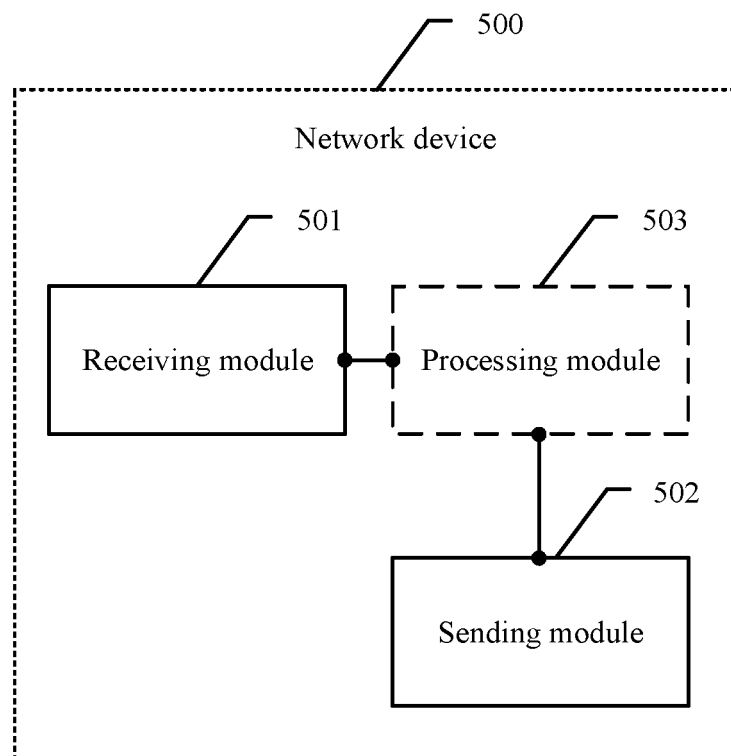 500
Network device
501
503
Receiving module
Processing module
502
Sending module